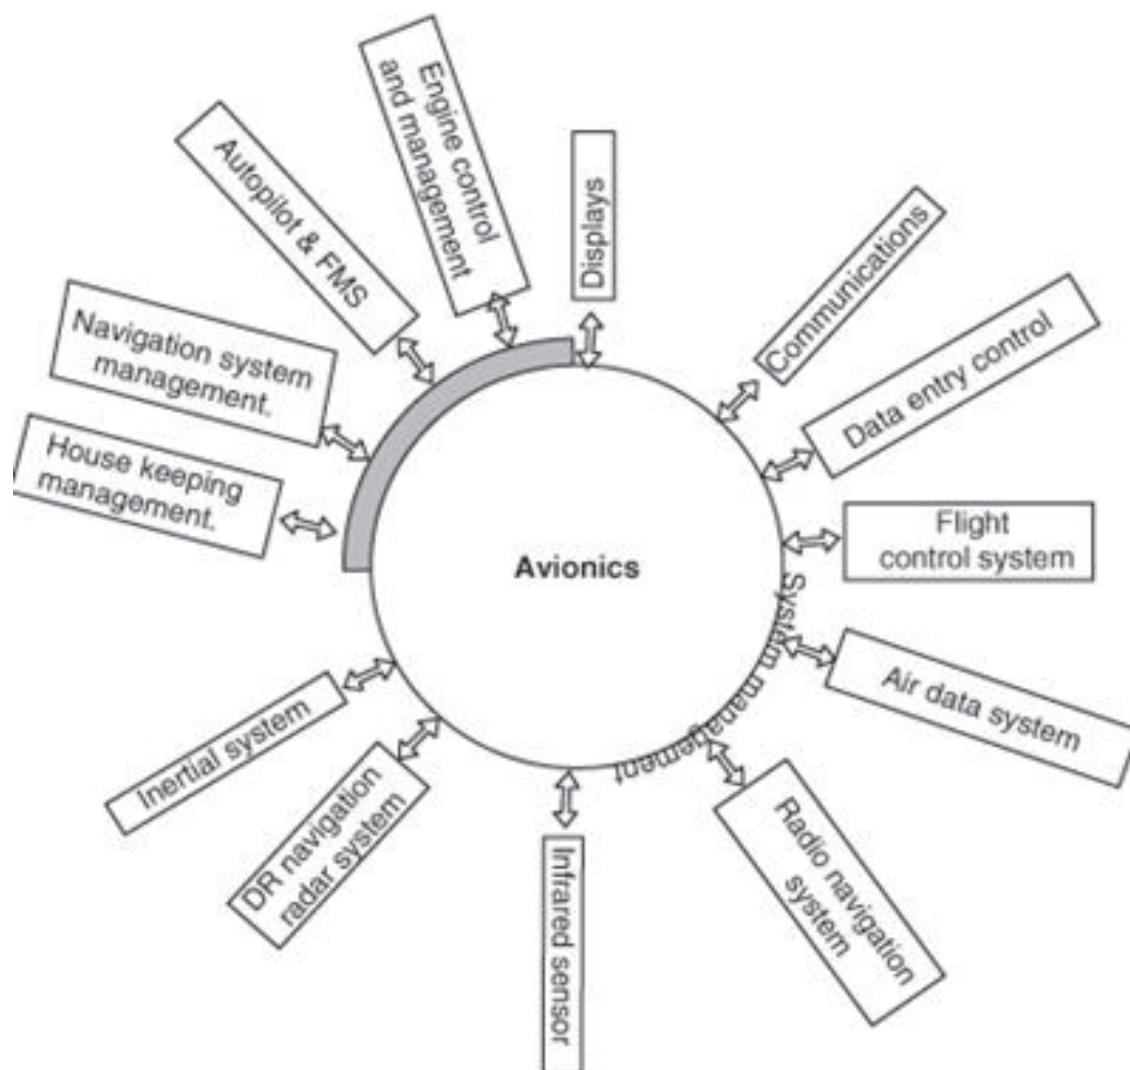 Engine control
and management
Displays
Autopilot & FMS
Communications
Navigation system
management.
Data entry control
House keeping
management.
Flight
control system
Avionics
System management
Air data system
Inertial system
DR navigation
radar system
Radio navigation
system
Infrared sensor